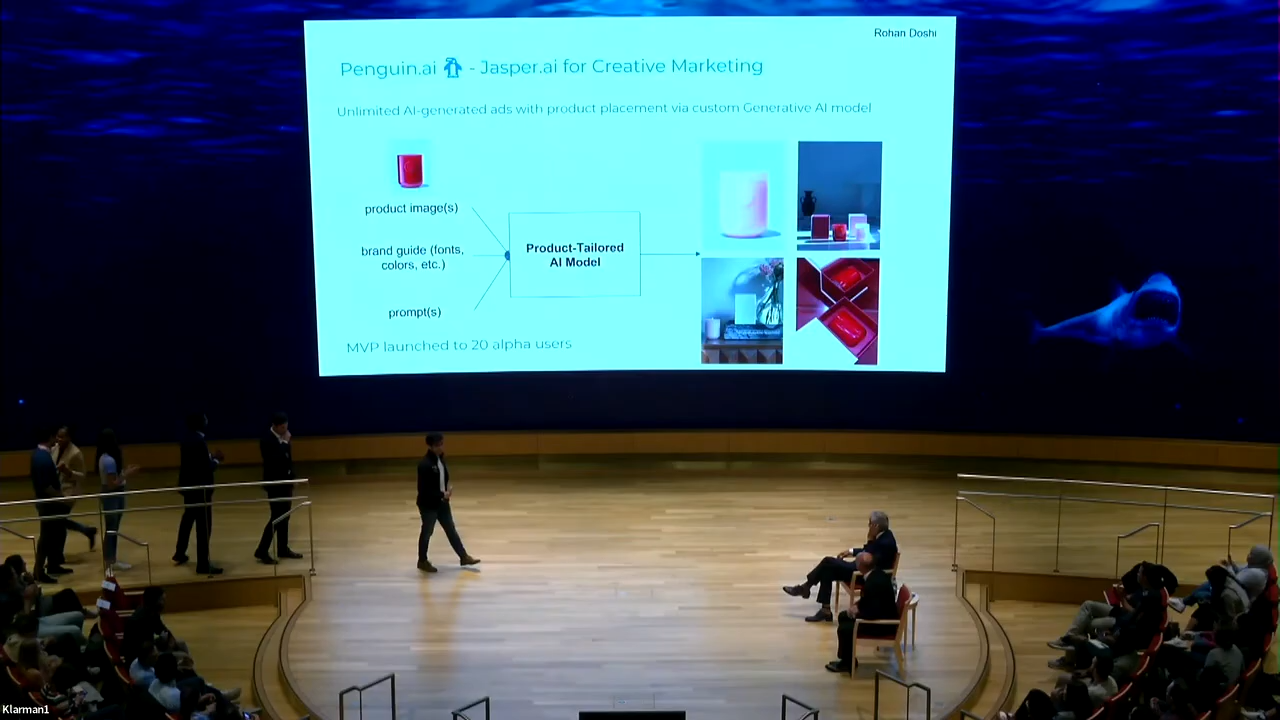 Rohan Doshi
Penguin.ai - Jasper.ai for Creative Marketing
Unlimited AI-generated ads with product placement via custom Generative AI model
product image(s)
brand guide (fonts,
colors, etc.)
prompt(s)
Product-Tailored
AI Model
MVP launched to 20 alpha users
Klarman1